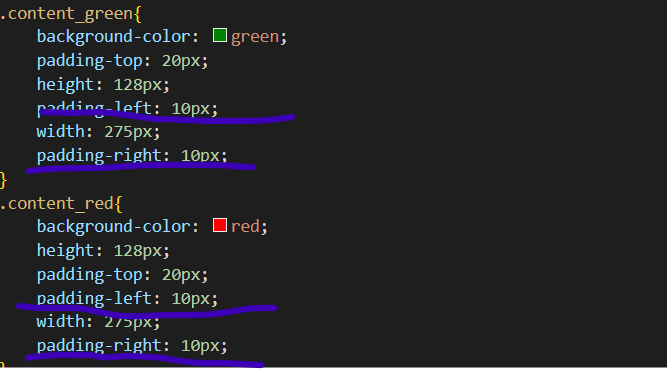 .content_green{
background-color: green;
padding-top: 20px;
height: 128px;
padding-left: 10px;
width: 275px;
padding-right: 10px;
}
.content_red{
background-color: red;
height: 128px;
padding-top: 20px;
padding-left: 10px;
width: 275px;
padding-right: 10px;
}